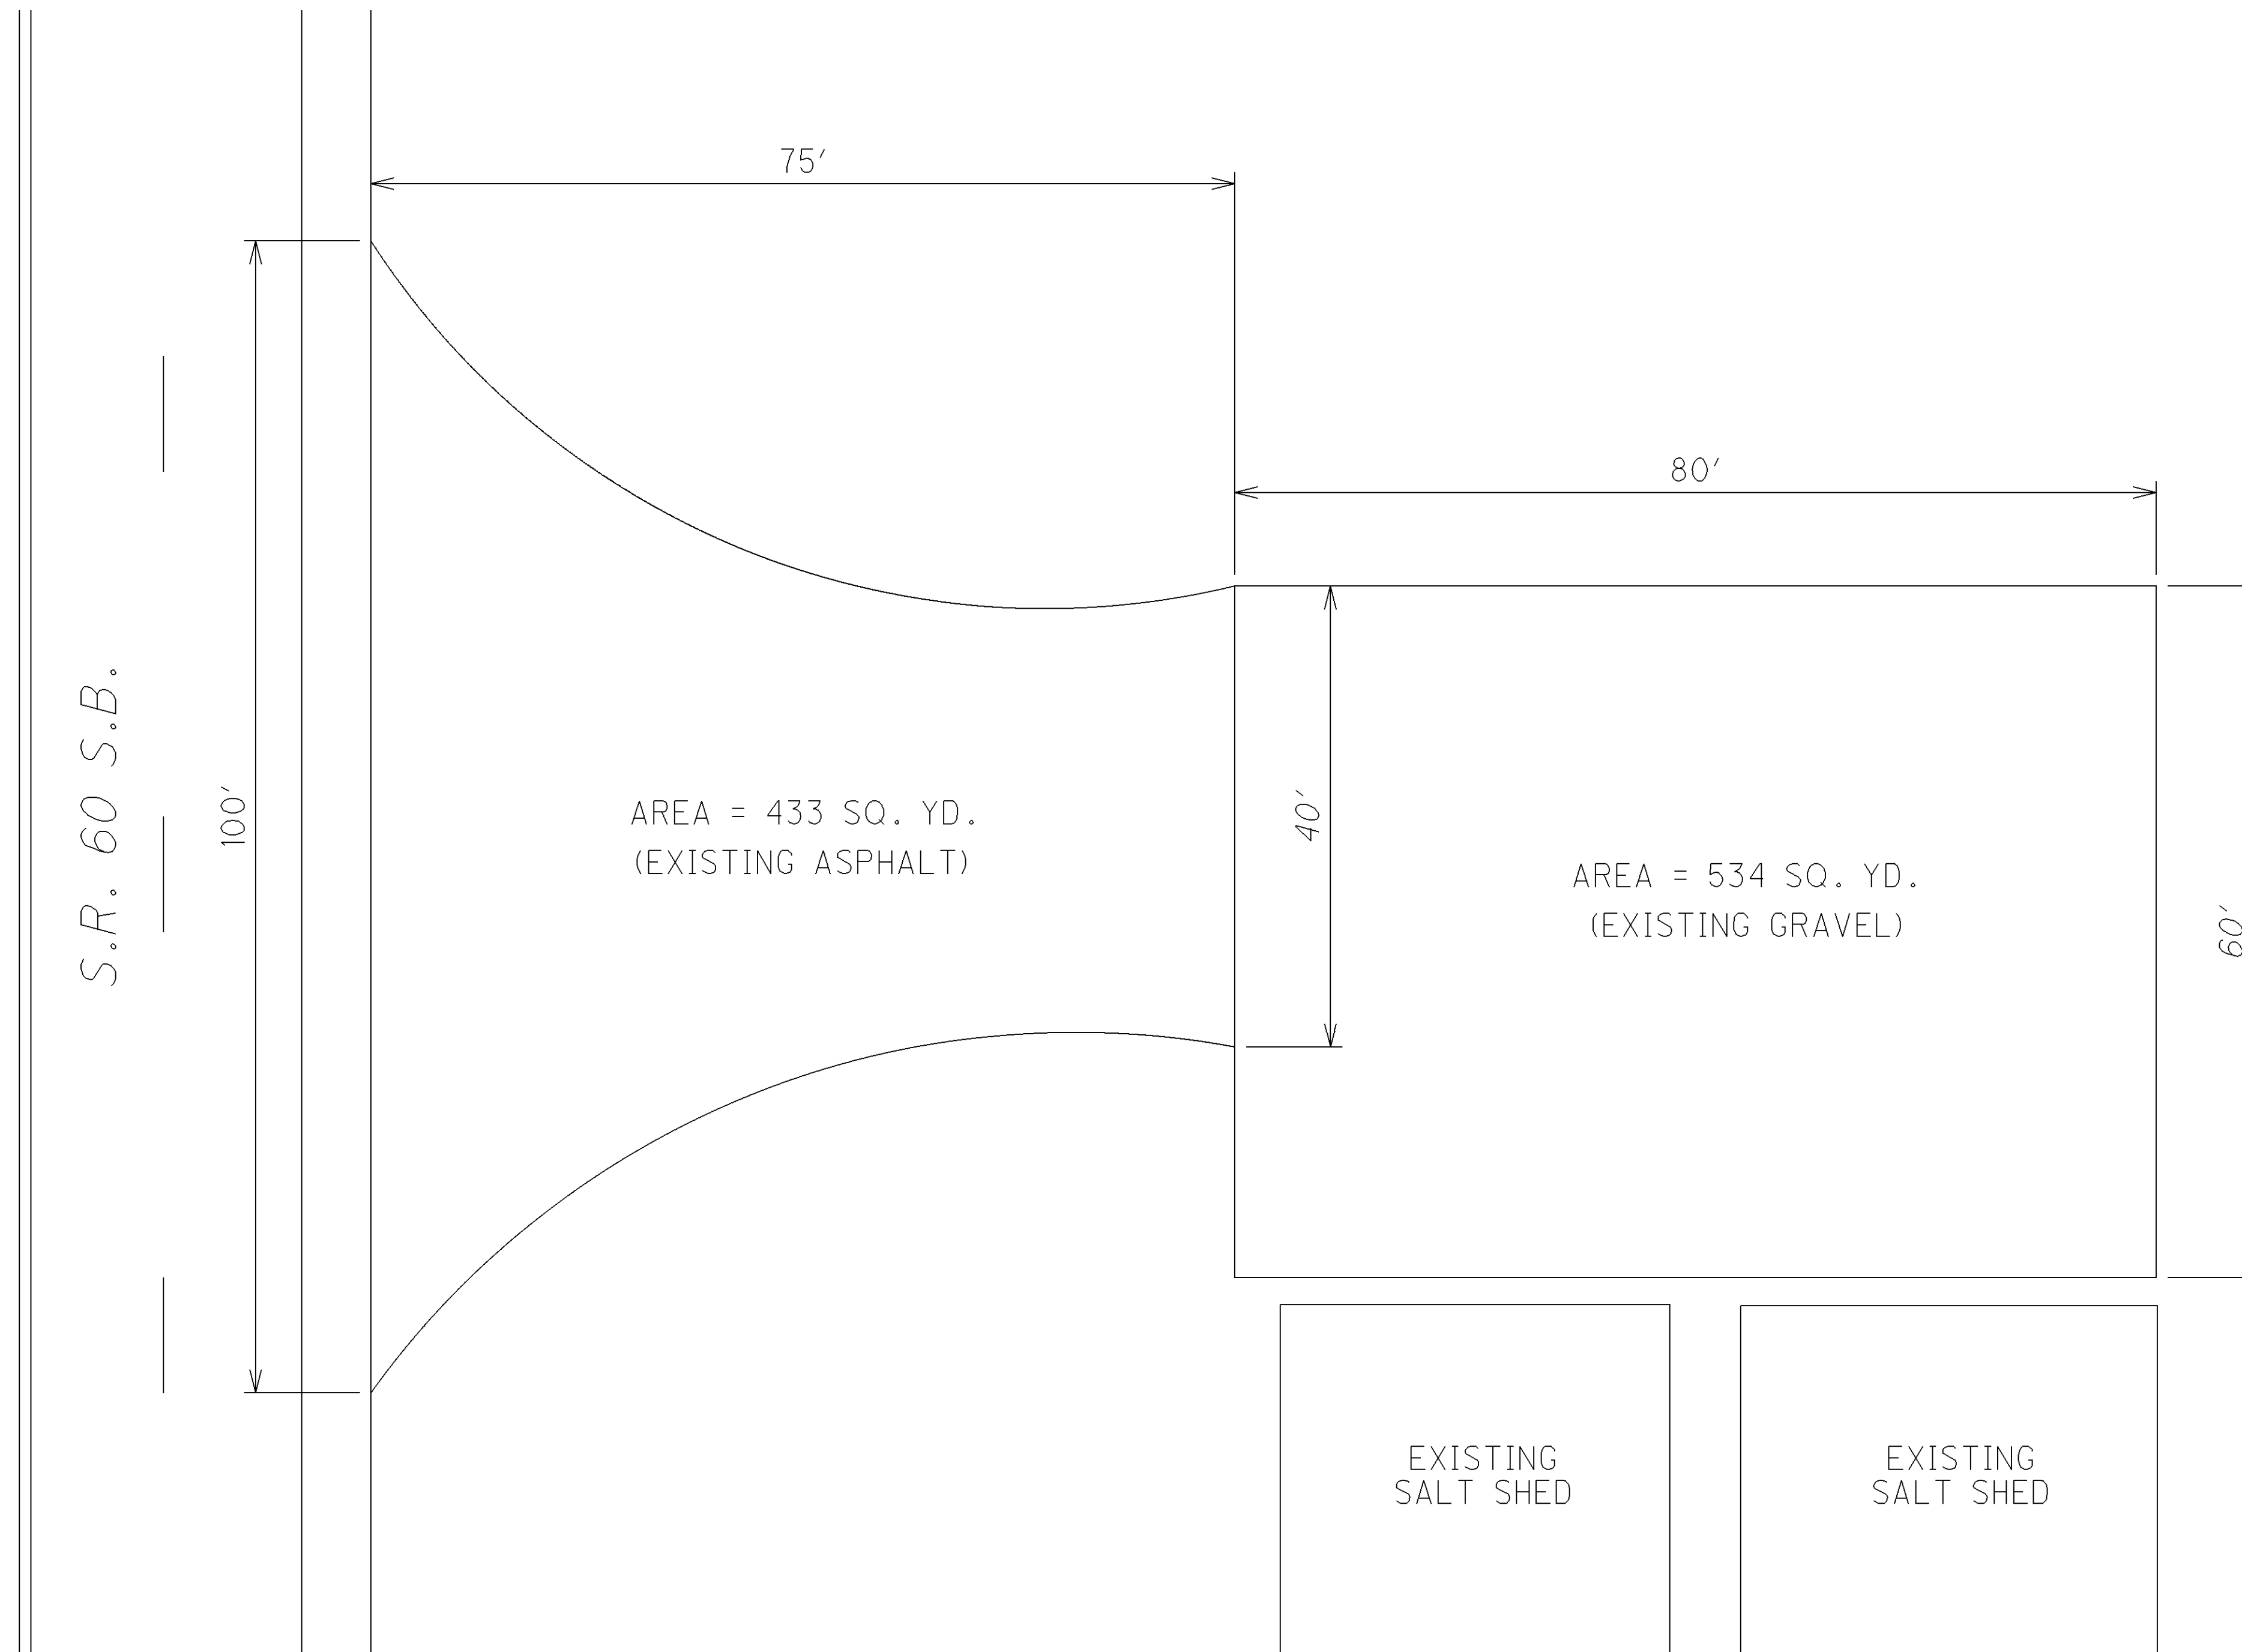 75'
80'
S.R. 60 S.B.
100'
AREA = 433 SQ. YD.
(EXISTING ASPHALT)
40'
AREA = 534 SQ. YD.
(EXISTING GRAVEL)
60'
EXISTING
SALT SHED
EXISTING
SALT SHED